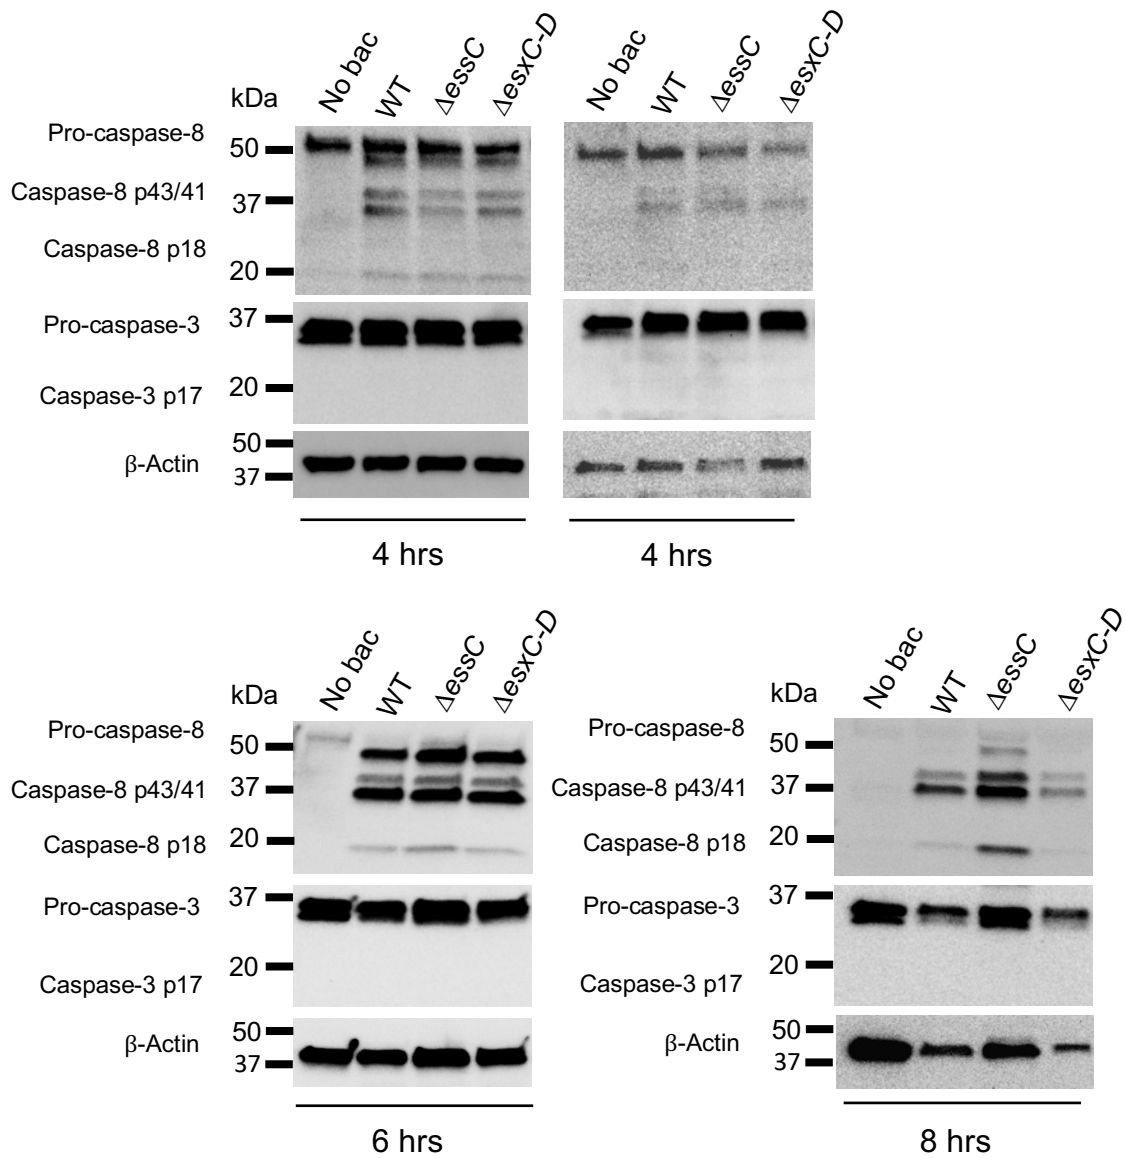 No bac WT ΔessC ΔesxC-D No bac WT ΔessC ΔesxC-D
kDa
Pro-caspase-8
50
Caspase-8 p43/41
37
Caspase-8 p18
20
37
Pro-caspase-3
20
Caspase-3 p17
50
β-Actin
37
4 hrs 4 hrs
No bac WT ΔessC ΔesxC-D
kDa
Pro-caspase-8
50
Caspase-8 p43/41
37
Caspase-8 p18
20
37
Pro-caspase-3
20
Caspase-3 p17
50
β-Actin
37
6 hrs
No bac WT ΔessC ΔesxC-D
kDa
Pro-caspase-8
50
37
Caspase-8 p43/41
20
Caspase-8 p18
37
Pro-caspase-3
20
Caspase-3 p17
50
β-Actin
37
8 hrs